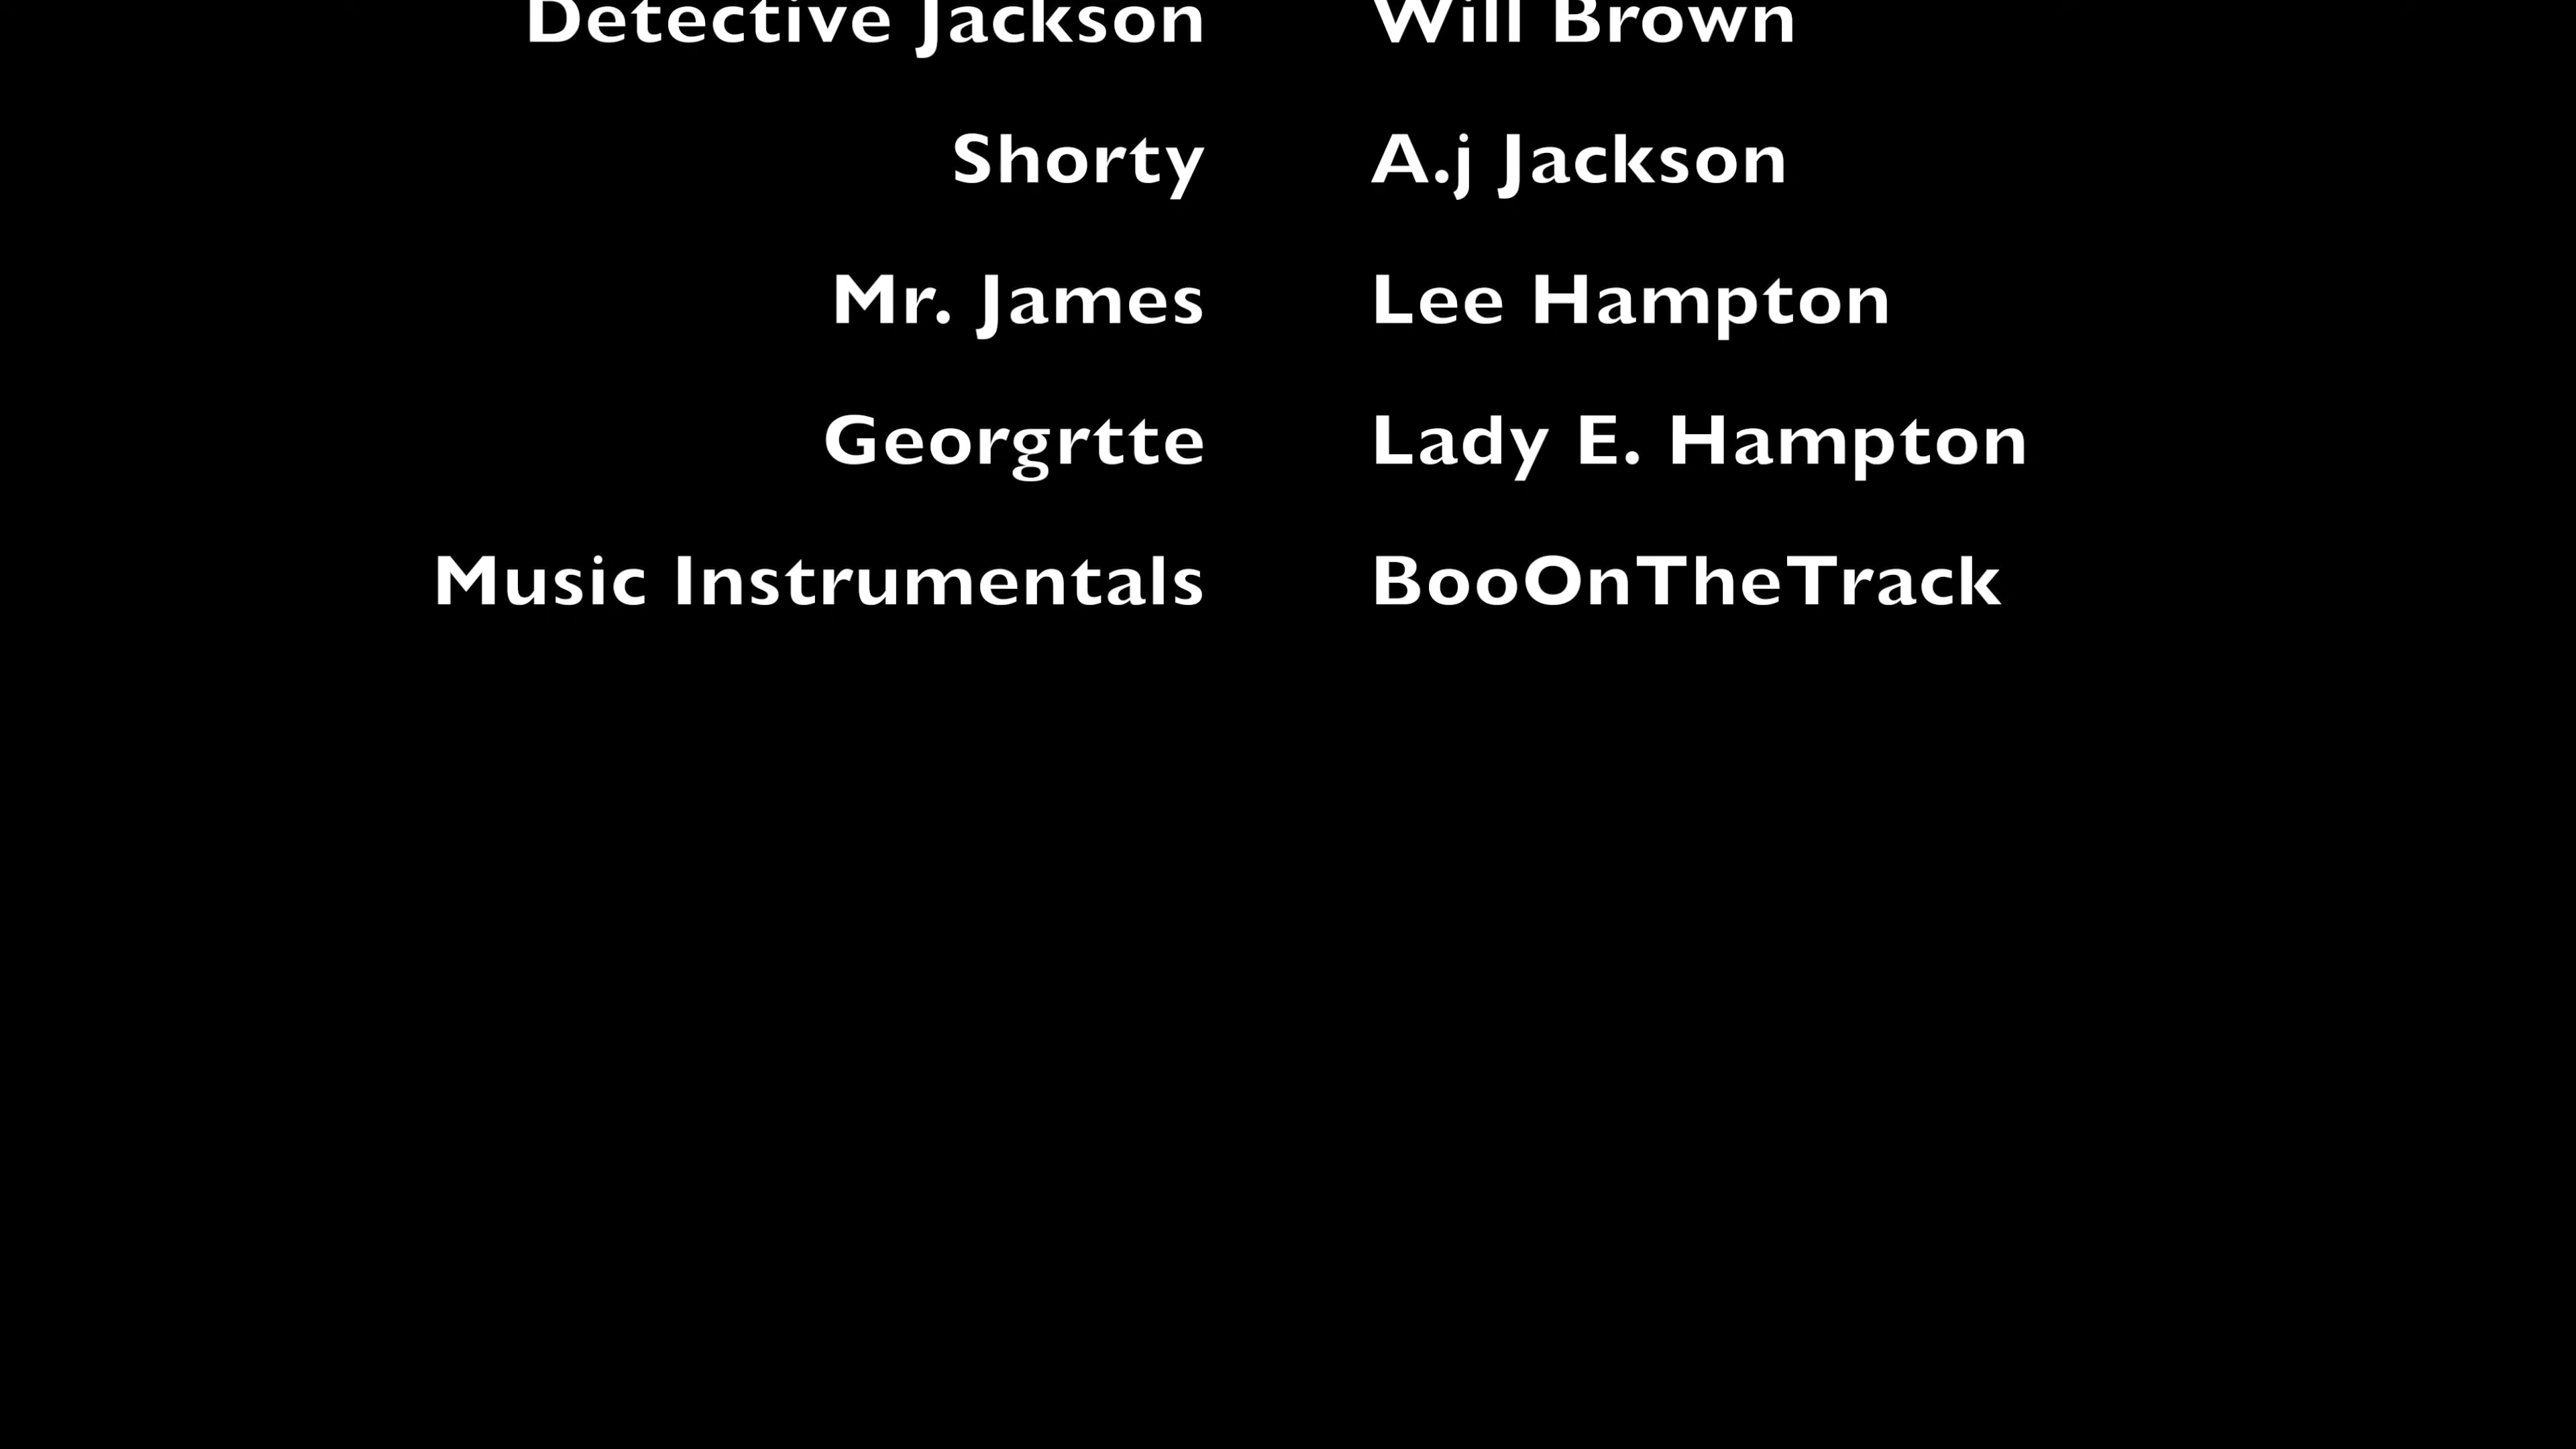 Detective Jackson Will Brown
Shorty A.j Jackson
Mr. James Lee Hampton
Georgrtte Lady E. Hampton
Music Instrumentals BooOnTheTrack